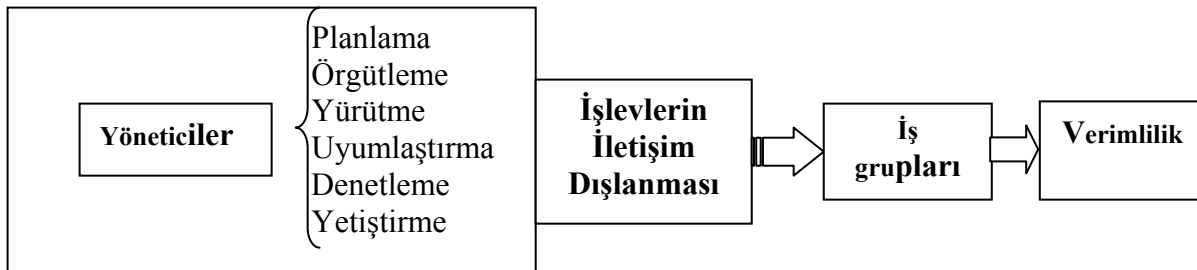 Yöneticiler
Planlama
Örgütleme
Yürütme
Uyumlaştırma
Denetleme
Yetiştirme
İşlevlerin
İletişim
Dışlanması
İş
grupları
Verimlilik